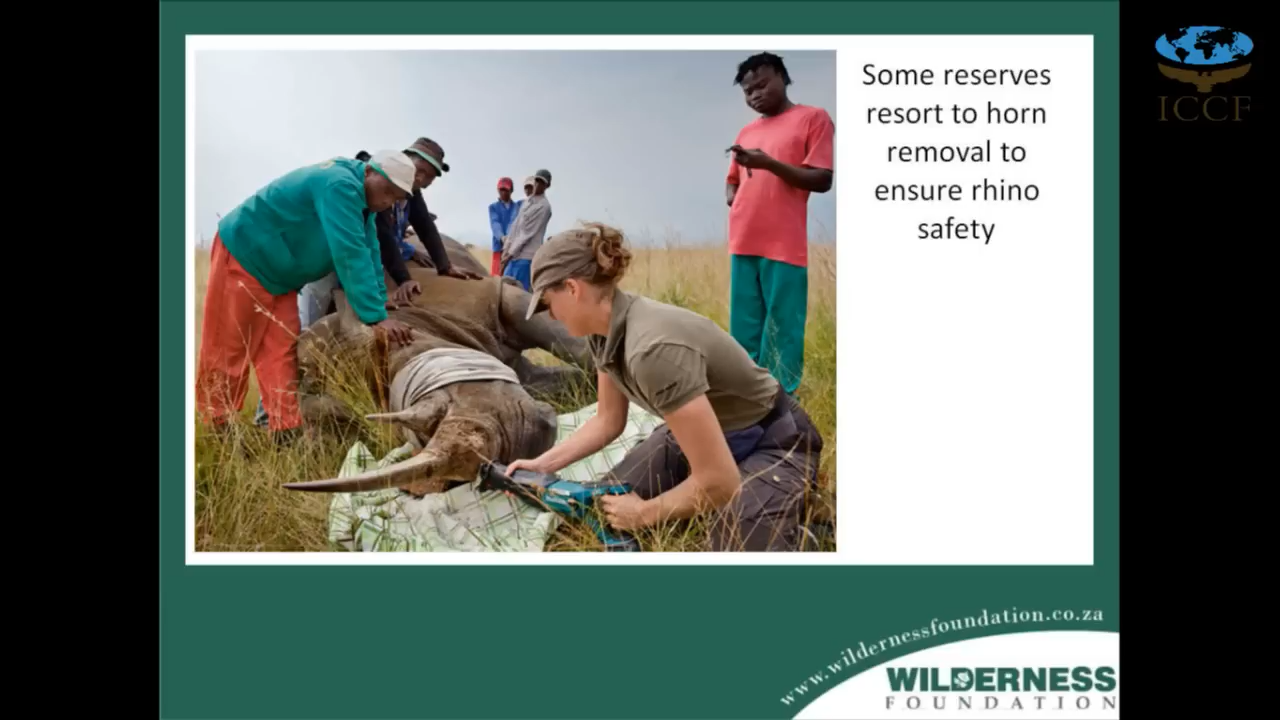 Some reserves
resort to horn
removal to
ensure rhino
safety
ICCF
www.wildernessfoundation.co.za
WILDERNESS
FOUNDATION